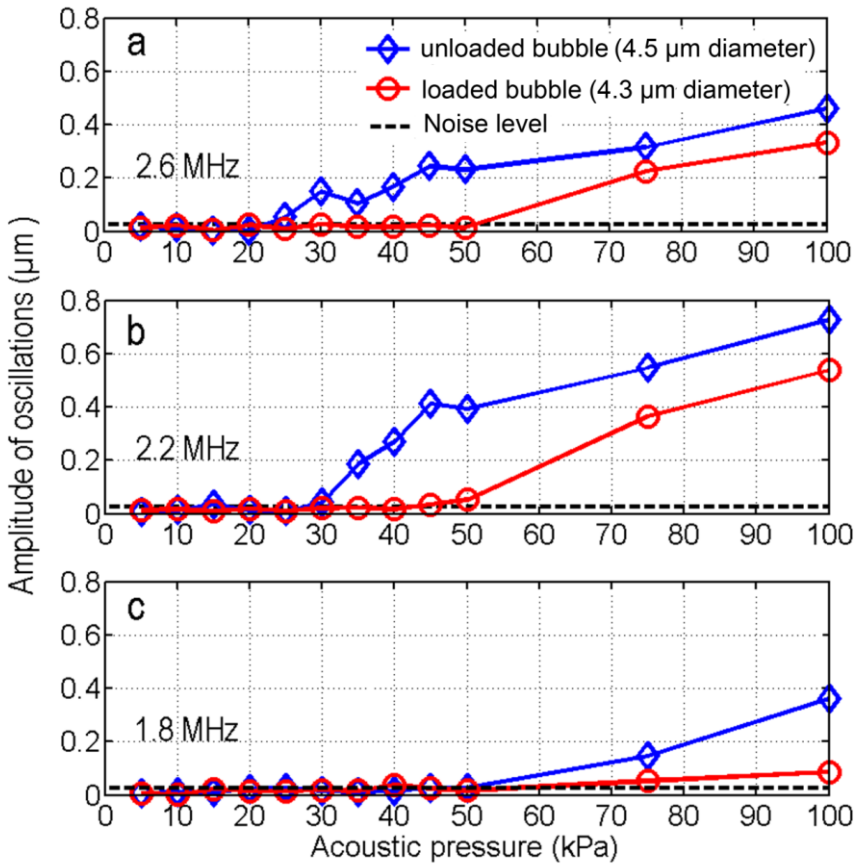 a
unloaded bubble (4.5 μm diameter)
loaded bubble (4.3 μm diameter)
Noise level
2.6 MHz
0.8
0.6
0.4
0.2
0
0 10 20 30 40 50 60 70 80 90 100
b
2.2 MHz
0.8
0.6
0.4
0.2
0
0 10 20 30 40 50 60 70 80 90 100
c
1.8 MHz
0.8
0.6
0.4
0.2
0
0 10 20 30 40 50 60 70 80 90 100
Amplitude of oscillations (μm)
Acoustic pressure (kPa)